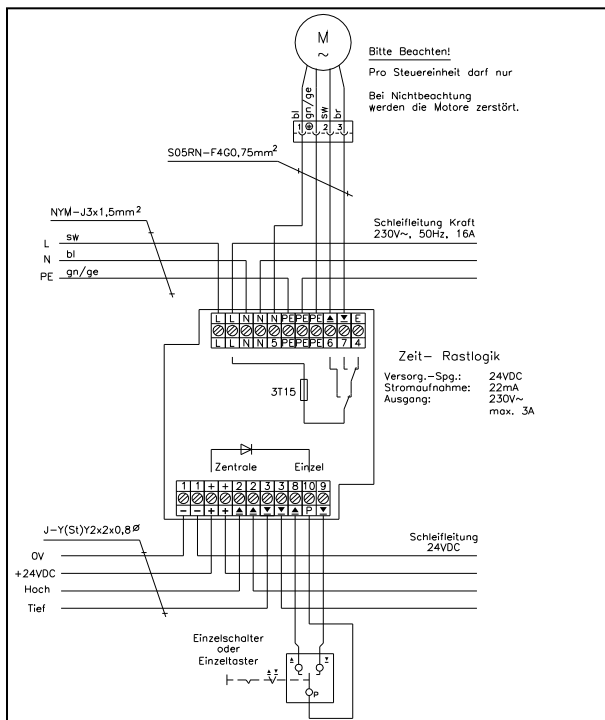 M
~
Bitte Beachten!
Pro Steuereinheit darf nur
Bei Nichtbeachtung
werden die Motore zerstört.
bl
gn/ge
sw
br
1 2 3
S05RN-F4G0,75mm²
NYM-J3x1,5mm²
Schleifleitung Kraft
230V~, 50Hz, 16A
L sw
N bl
PE gn/ge
L L N N N PE PE PE ▲ ▼ E
L L N N 5 PE PE PE 6 7 4
Zeit- Rastlogik
Versorg.-Spg.: 24VDC
Stromaufnahme: 22mA
Ausgang: 230V~
max. 3A
3T15
Zentrale Einzel
1 1 + + 2 2 3 3 8 10 9
- - + + ▲ ▲ ▼ ▼ ▲ P ▼
J-Y(St)Y2x2x0,8Ø
Schleifleitung
24VDC
0V
+24VDC
Hoch
Tief
Einzelschalter
oder
Einzeltaster
P